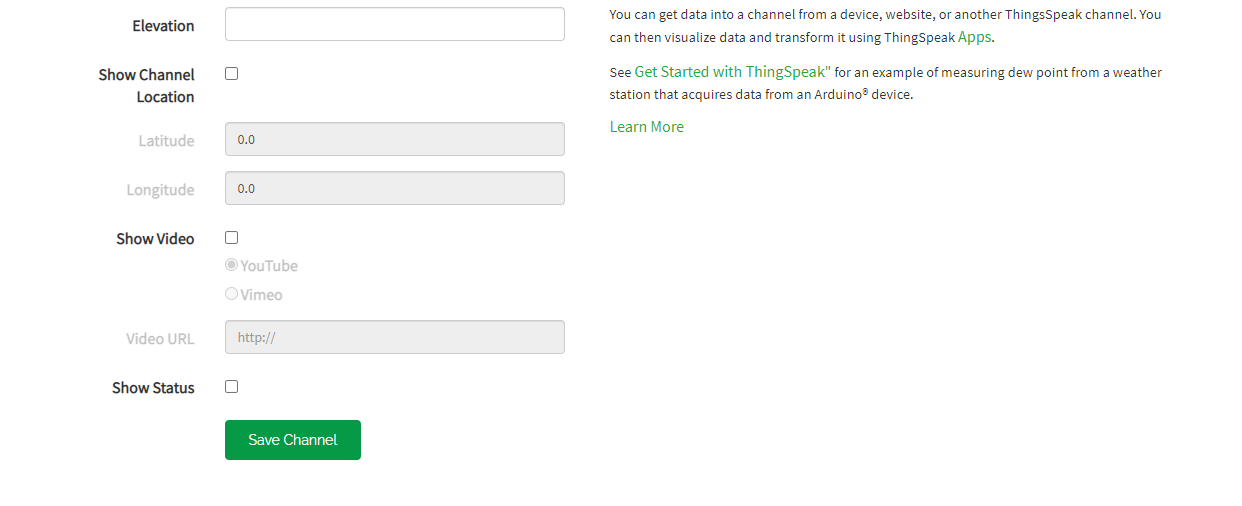 Elevation
Show Channel
Location
Latitude
0.0
Longitude
0.0
Show Video
YouTube
Vimeo
Video URL
http://
Show Status
Save Channel
You can get data into a channel from a device, website, or another ThingsSpeak channel. You
can then visualize data and transform it using ThingSpeak Apps.
See Get Started with ThingSpeak" for an example of measuring dew point from a weather
station that acquires data from an Arduino® device.
Learn More